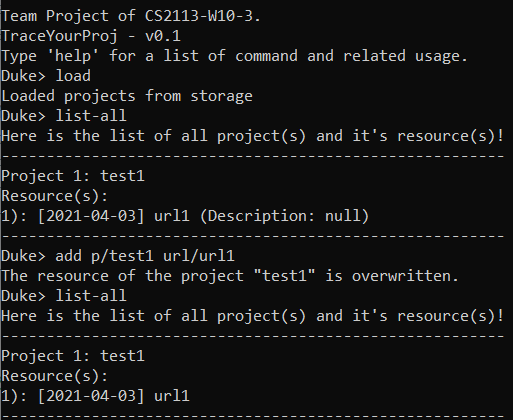 Team Project of CS2113-W10-3.
TraceYourProj - v0.1
Type 'help' for a list of command and related usage.
Duke> load
Loaded projects from storage
Duke> list-all
Here is the list of all project(s) and it's resource(s)!
--------------------------------------------------------
Project 1: test1
Resource(s):
1): [2021-04-03] url1 (Description: null)
--------------------------------------------------------
Duke> add p/test1 url/url1
The resource of the project "test1" is overwritten.
Duke> list-all
Here is the list of all project(s) and it's resource(s)!
--------------------------------------------------------
Project 1: test1
Resource(s):
1): [2021-04-03] url1
--------------------------------------------------------